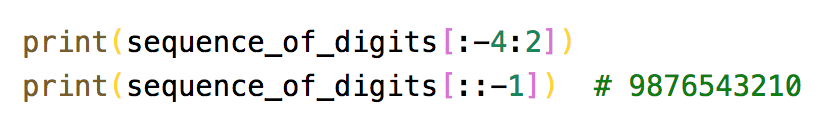 print(sequence_of_digits[:-4:2])
print(sequence_of_digits[::-1])  # 9876543210